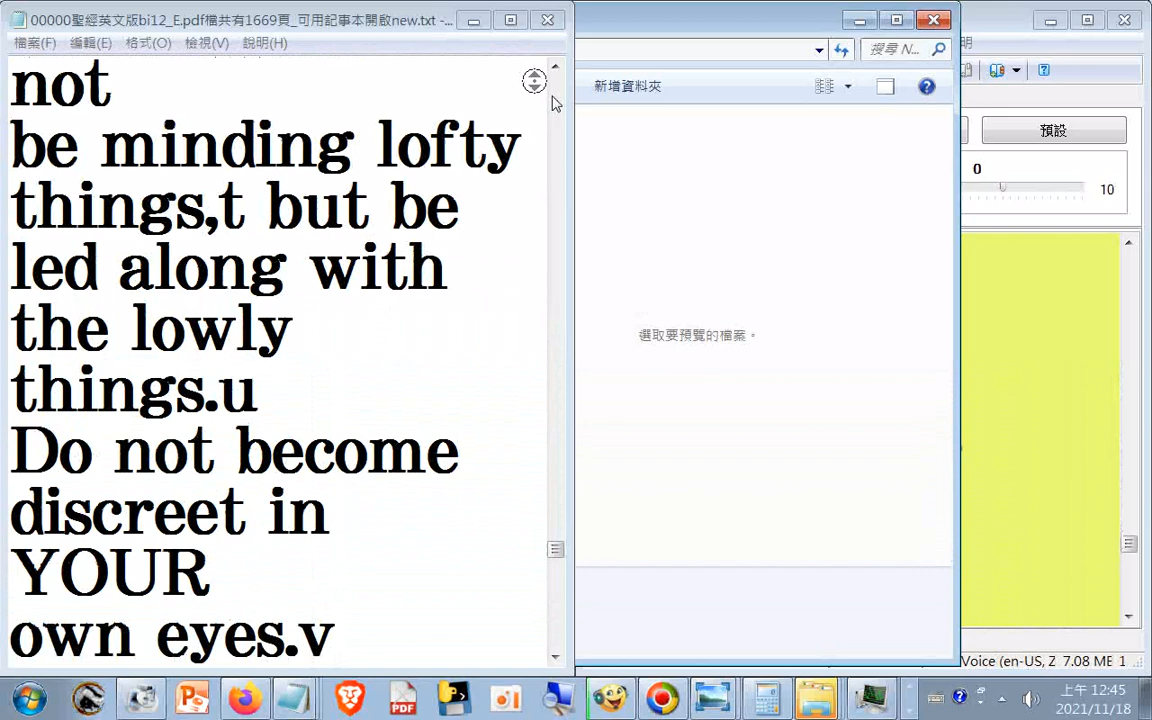 00000聖經英文版bi12_E.pdf檔共有1669頁_可用記事本開啟new.txt -...
檔案(F) 編輯(E) 格式(O) 檢視(V) 說明(H)
not
be minding lofty
things,t but be
led along with
the lowly
things.u
Do not become
discreet in
YOUR
own eyes.v
搜尋 N...
新增資料夾
選取要預覽的檔案。
明
預設
0
10
Voice (en-US, Z 7.08 ME 1
PDF
上午 12:45
2021/11/18